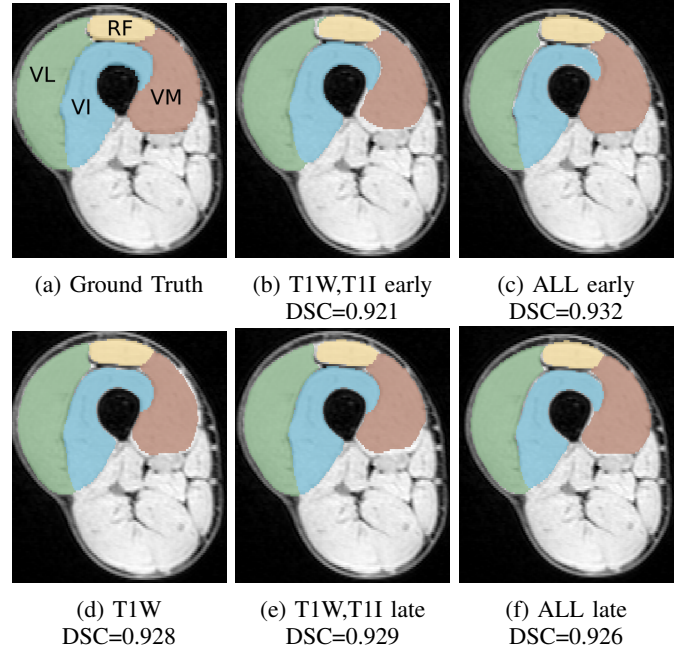 RF
VL
VI
VM
(a) Ground Truth
(b) T1W,T1I early
DSC=0.921
(c) ALL early
DSC=0.932
(d) T1W
DSC=0.928
(e) T1W,T1I late
DSC=0.929
(f) ALL late
DSC=0.926